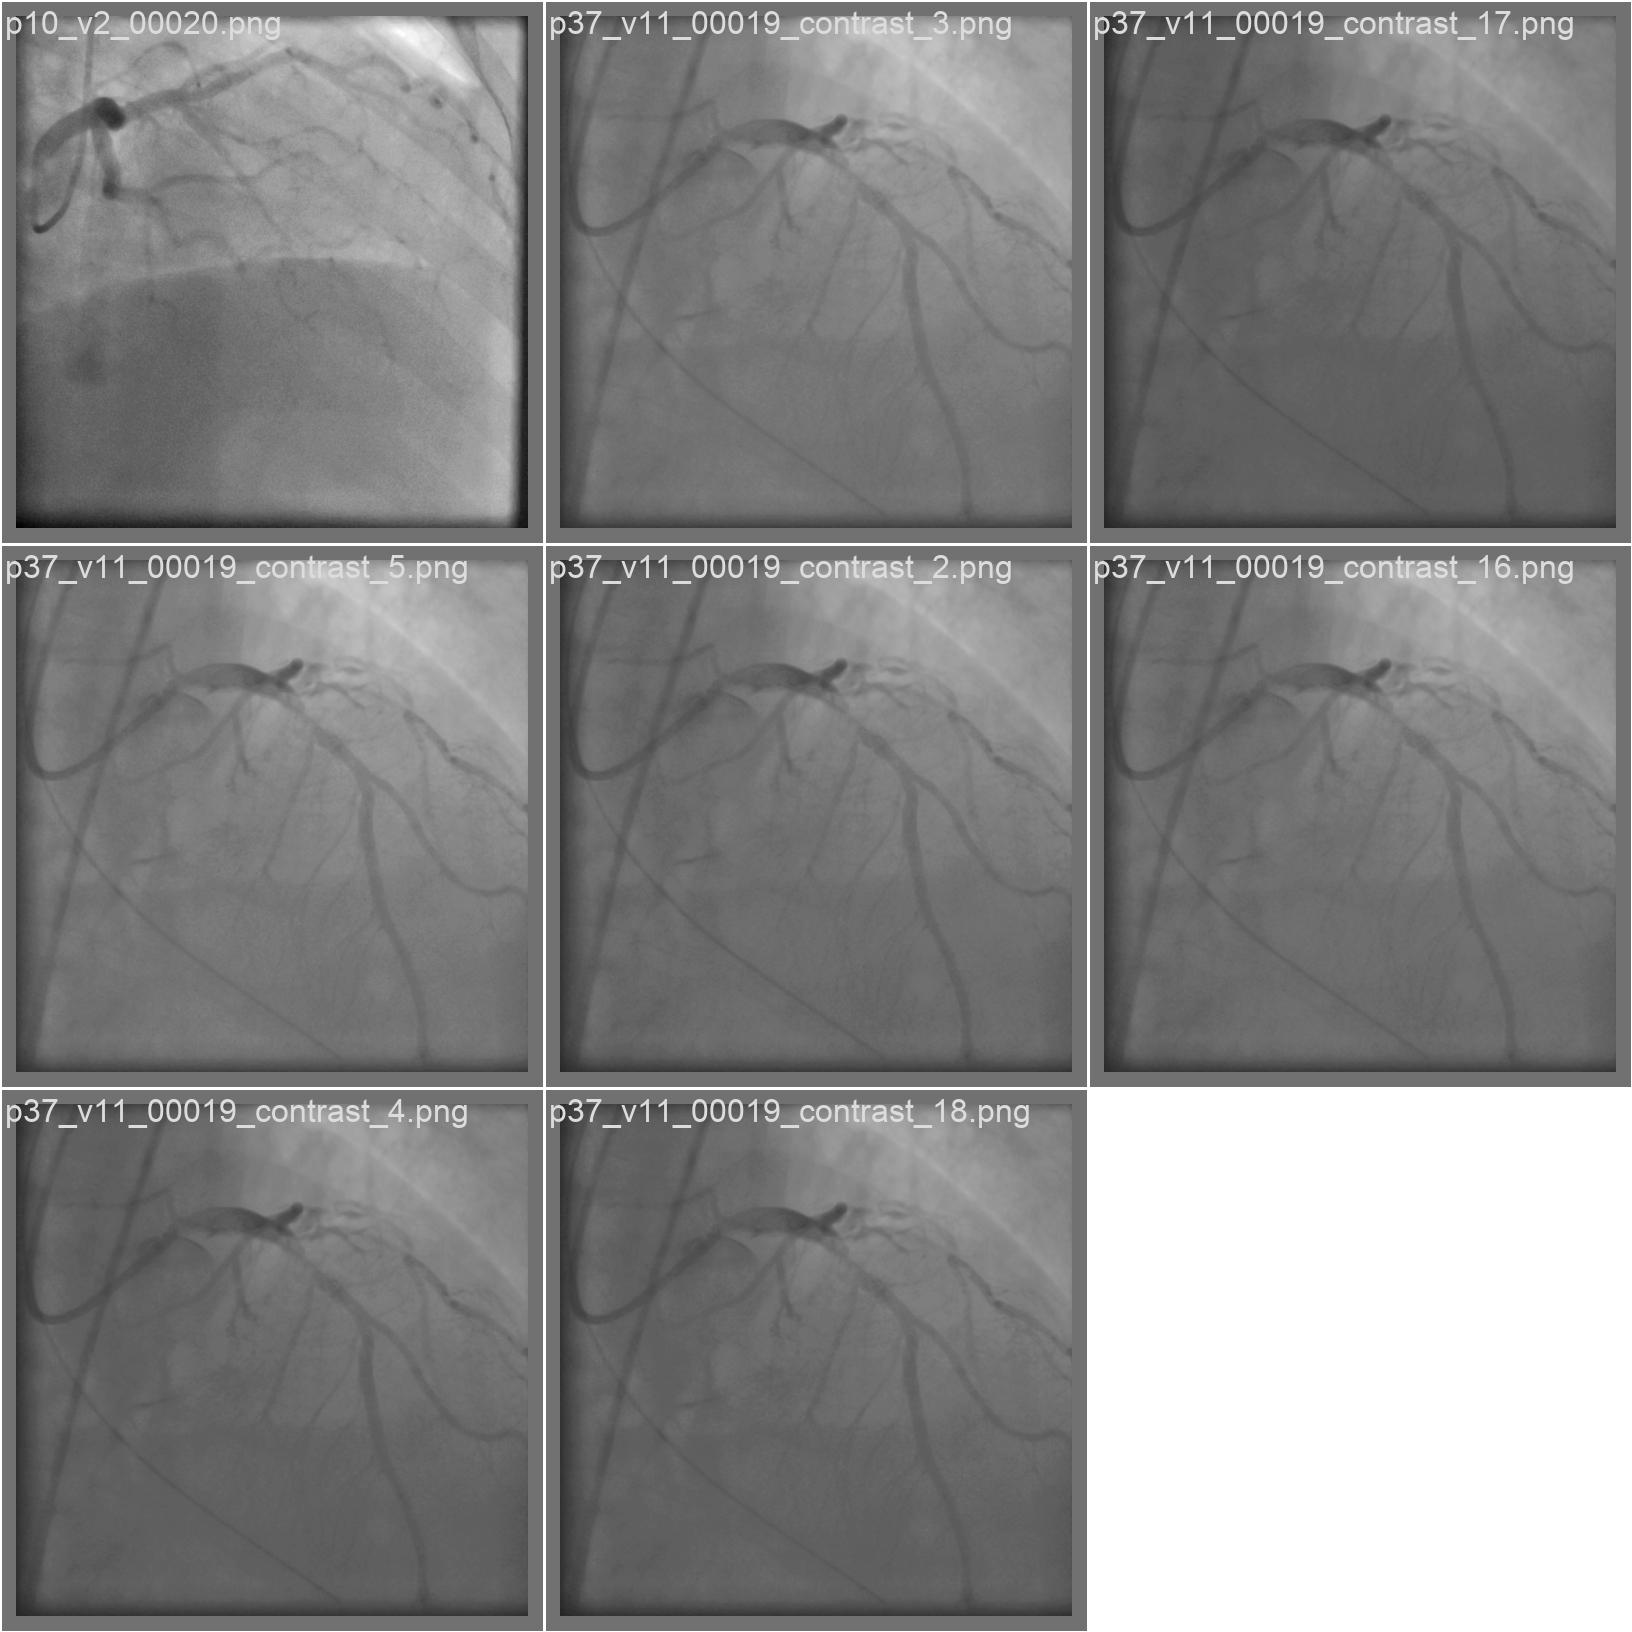 p10_v2_00020.png
p37_v11_00019_contrast_3.png
p37_v11_00019_contrast_17.png
p37_v11_00019_contrast_5.png
p37_v11_00019_contrast_2.png
p37_v11_00019_contrast_16.png
p37_v11_00019_contrast_4.png
p37_v11_00019_contrast_18.png